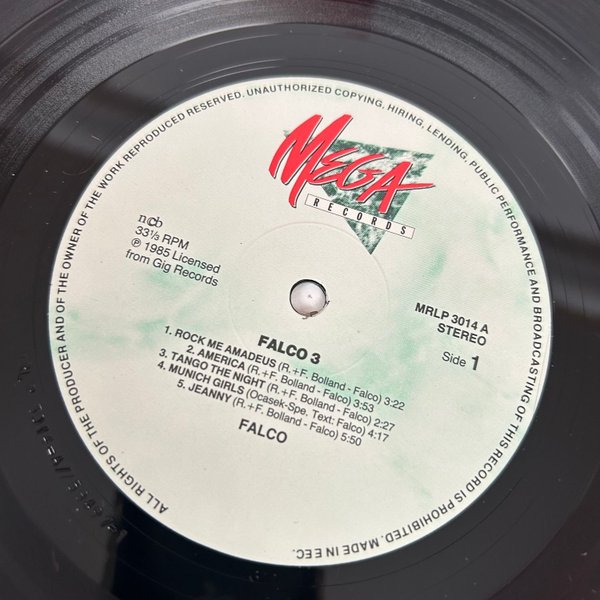 ALL RIGHTS OF THE PRODUCER AND OF THE OWNER OF THE WORK REPRODUCED RESERVED. UNAUTHORIZED COPYING, HIRING, LENDING, PUBLIC PERFORMANCE AND BROADCASTING OF THIS RECORD IS PROHIBITED. MADE IN EEC.
MEGA
RECORDS
ncb
33⅓ RPM
℗ 1985 Licensed
from Gig Records
MRLP 3014 A
STEREO
Side 1
FALCO 3
1. ROCK ME AMADEUS (R.+F. Bolland - Falco) 3:22
2. AMERICA (R.+F. Bolland - Falco) 3:53
3. TANGO THE NIGHT (R.+F. Bolland - Falco) 2:27
4. MUNICH GIRLS (Ocasek-Spe. Text: Falco) 4:17
5. JEANNY (R.+F. Bolland - Falco) 5:50
FALCO